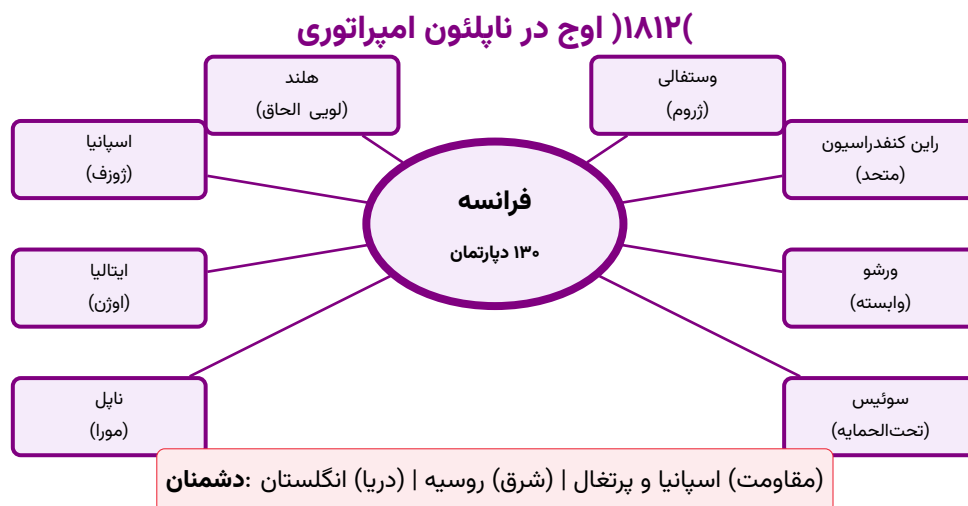 (۱۸۱۲) اوج در ناپلئون امپراتوری
وستفالی
(ژروم)
هلند
(لویی الحاق)
راین کنفدراسیون
(متحد)
اسپانیا
(ژوزف)
فرانسه
۱۳۰ دپارتمان
ورشو
(وابسته)
ایتالیا
(اوژن)
سوئیس
(تحت‌الحمایه)
ناپل
(مورا)
(مقاومت) اسپانیا و پرتغال | (شرق) روسیه | (دریا) انگلستان :دشمنان